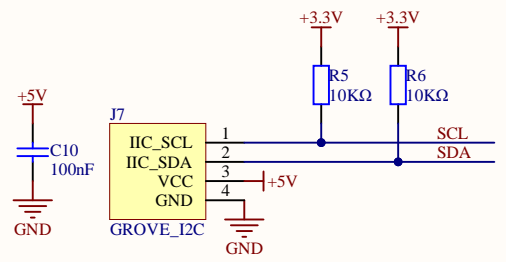 +3.3V +3.3V
R5 R6
10KΩ 10KΩ
+5V
C10
100nF
GND
J7
IIC_SCL 1 SCL
IIC_SDA 2 SDA
VCC 3 +5V
GND 4
GROVE_I2C
GND